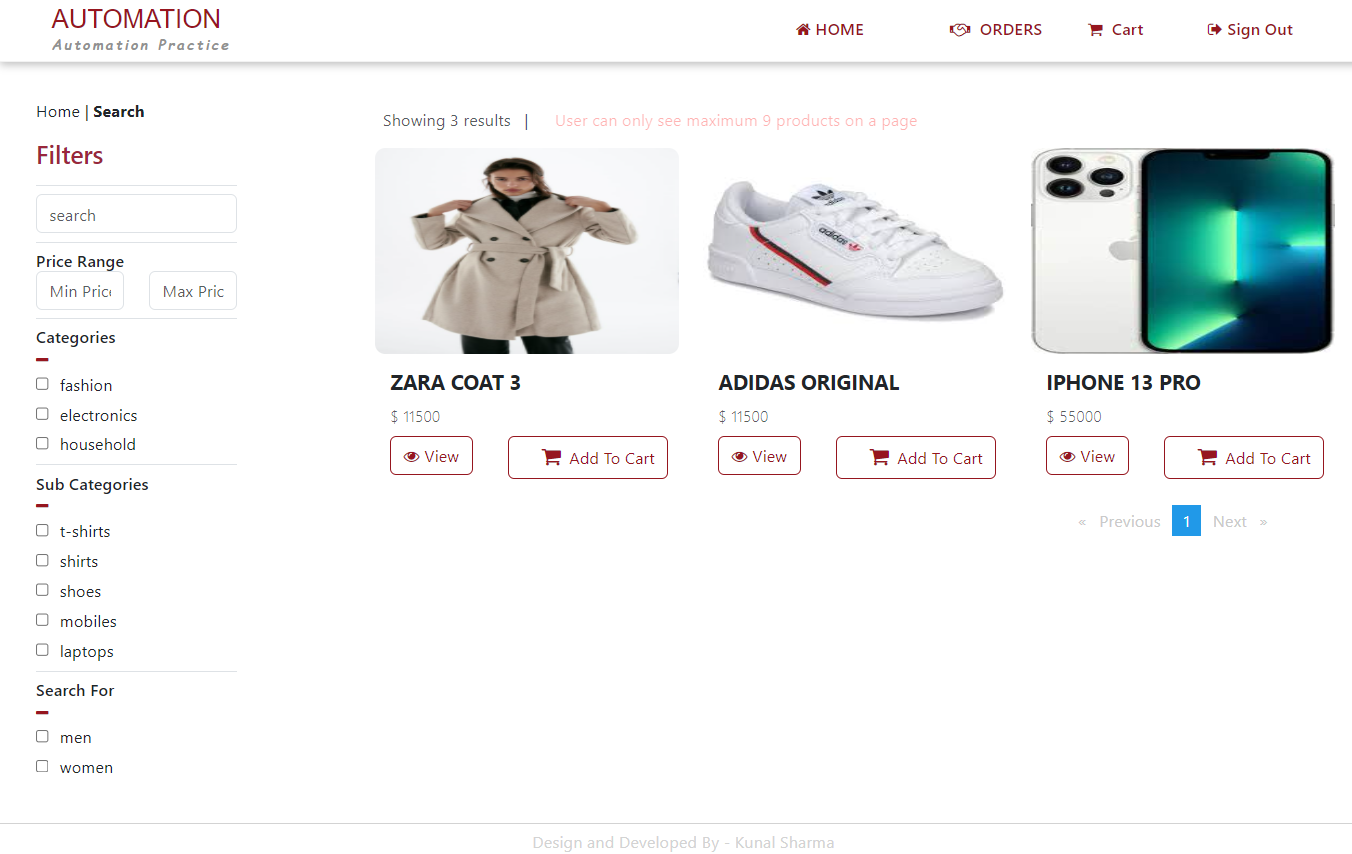 AUTOMATION
Automation Practice
HOME
ORDERS
Cart
Sign Out
Home | Search
Filters
search
Price Range
Min Pric
Max Pric
Categories
fashion
electronics
household
Sub Categories
t-shirts
shirts
shoes
mobiles
laptops
Search For
men
women
Showing 3 results |
User can only see maximum 9 products on a page
adidas
ZARA COAT 3
$ 11500
View
Add To Cart
ADIDAS ORIGINAL
$ 11500
View
Add To Cart
IPHONE 13 PRO
$ 55000
View
Add To Cart
« Previous 1 Next »
Design and Developed By - Kunal Sharma